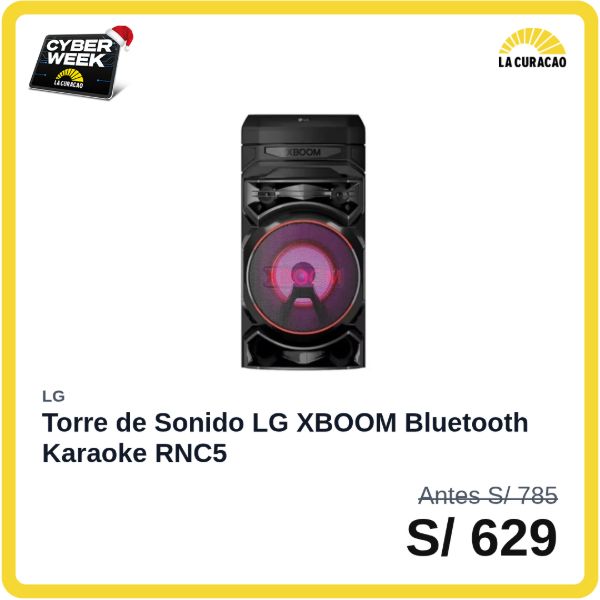 CYBER
WEEK
LA CURACAO
LA CURACAO
XBOOM
XBOOM
LG
Torre de Sonido LG XBOOM Bluetooth
Karaoke RNC5
Antes S/ 785
S/ 629